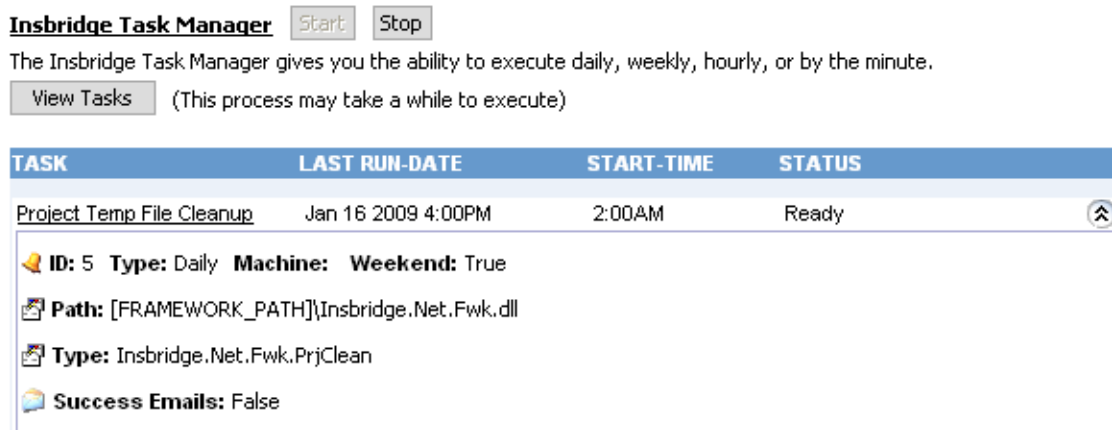 Insbridge Task Manager Start Stop
The Insbridge Task Manager gives you the ability to execute daily, weekly, hourly, or by the minute.
View Tasks (This process may take a while to execute)
TASK LAST RUN-DATE START-TIME STATUS
Project Temp File Cleanup Jan 16 2009 4:00PM 2:00AM Ready
ID: 5 Type: Daily Machine: Weekend: True
Path: [FRAMEWORK_PATH]\Insbridge.Net.Fwk.dll
Type: Insbridge.Net.Fwk.PrjClean
Success Emails: False